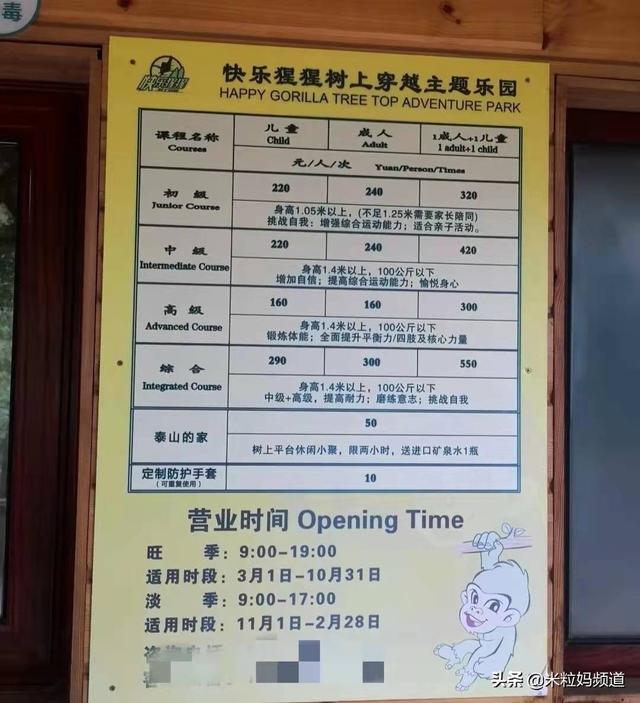 毒
快乐猩猩
快乐猩猩树上穿越主题乐园
HAPPY GORILLA TREE TOP ADVENTURE PARK
课程名称 儿童 成人 1成人+1儿童
Courses Child Adult 1 adult+1 child
元/人/次 Yuan/Person/Times
初级 220 240 320
Junior Course 身高1.05米以上，(不足1.25米需要家长陪同)
挑战自我：增强综合运动能力；适合亲子活动。
中级 220 240 420
Intermediate Course 身高1.4米以上，100公斤以下
增加自信；提高综合运动能力；愉悦身心
高级 160 160 300
Advanced Course 身高1.4米以上，100公斤以下
锻炼体能；全面提升平衡力/四肢及核心力量
综合 290 300 550
Integrated Course 身高1.4米以上，100公斤以下
中级+高级，提高耐力；磨练意志；挑战自我
泰山的家 50
树上平台休闲小聚，限两小时，送进口矿泉水1瓶
定制防护手套 10
(可重复使用)
营业时间 Opening Time
旺 季：9:00-19:00
适用时段：3月1日-10月31日
淡 季：9:00-17:00
适用时段：11月1日-2月28日
头条 @米粒妈频道